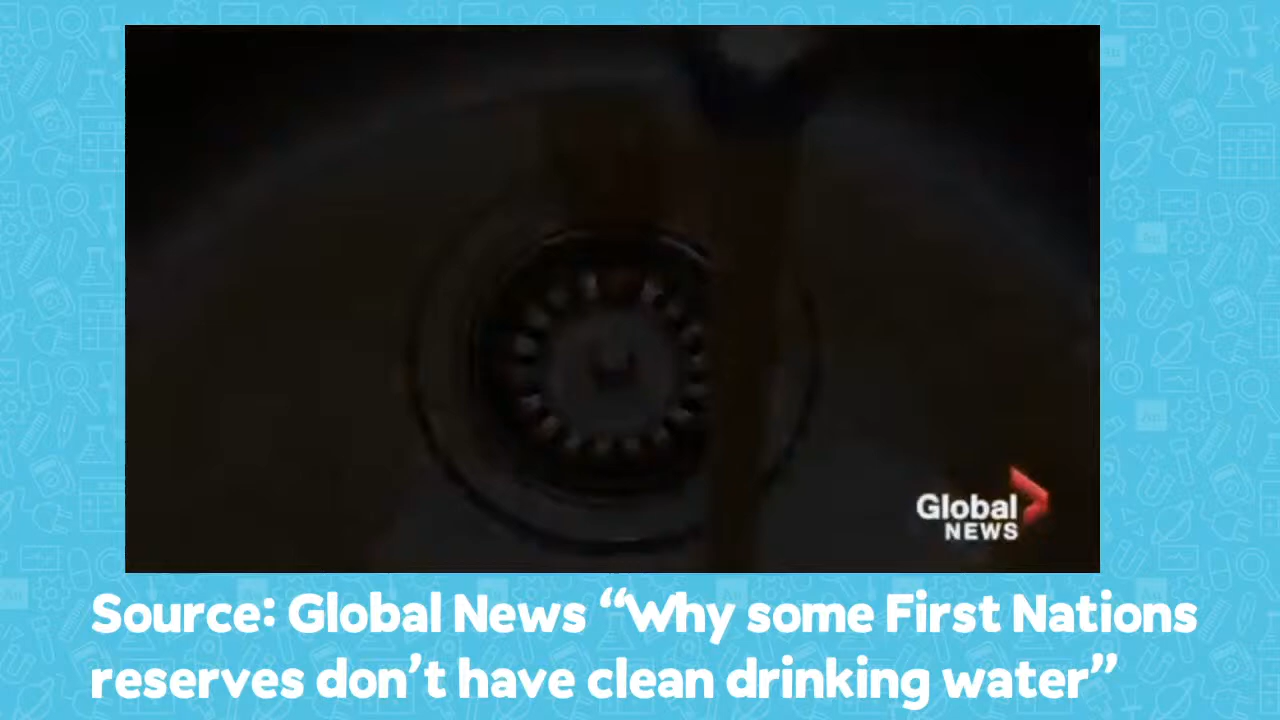 Global
NEWS
Source: Global News “Why some First Nations
reserves don’t have clean drinking water”